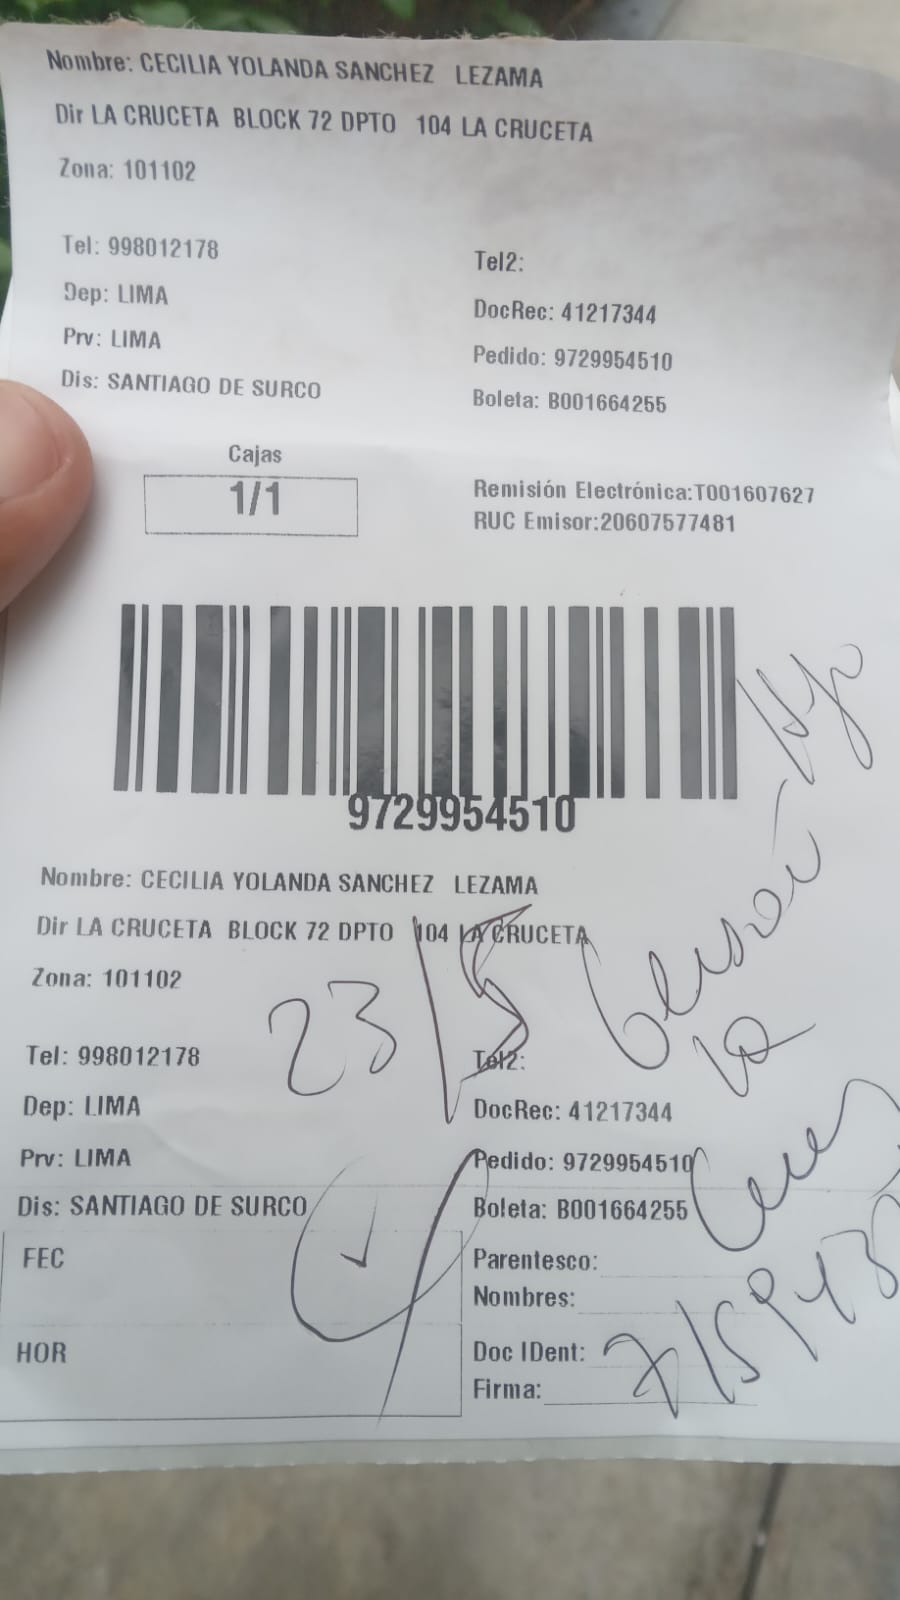 Nombre: CECILIA YOLANDA SANCHEZ LEZAMA
Dir LA CRUCETA BLOCK 72 DPTO 104 LA CRUCETA
Zona: 101102
Tel: 998012178
Tel2:
Dep: LIMA
DocRec: 41217344
Prv: LIMA
Pedido: 9729954510
Dis: SANTIAGO DE SURCO
Boleta: B001664255
Cajas
1/1
Remisión Electrónica:T001607627
RUC Emisor:20607577481
9729954510
Nombre: CECILIA YOLANDA SANCHEZ LEZAMA
Dir LA CRUCETA BLOCK 72 DPTO 104 LA CRUCETA
Zona: 101102
23/5
Tel: 998012178
Tel2:
Dep: LIMA
DocRec: 41217344
Prv: LIMA
Pedido: 9729954510
Dis: SANTIAGO DE SURCO
Boleta: B001664255
FEC
Parentesco:
Nombres:
HOR
Doc IDent:
Firma: